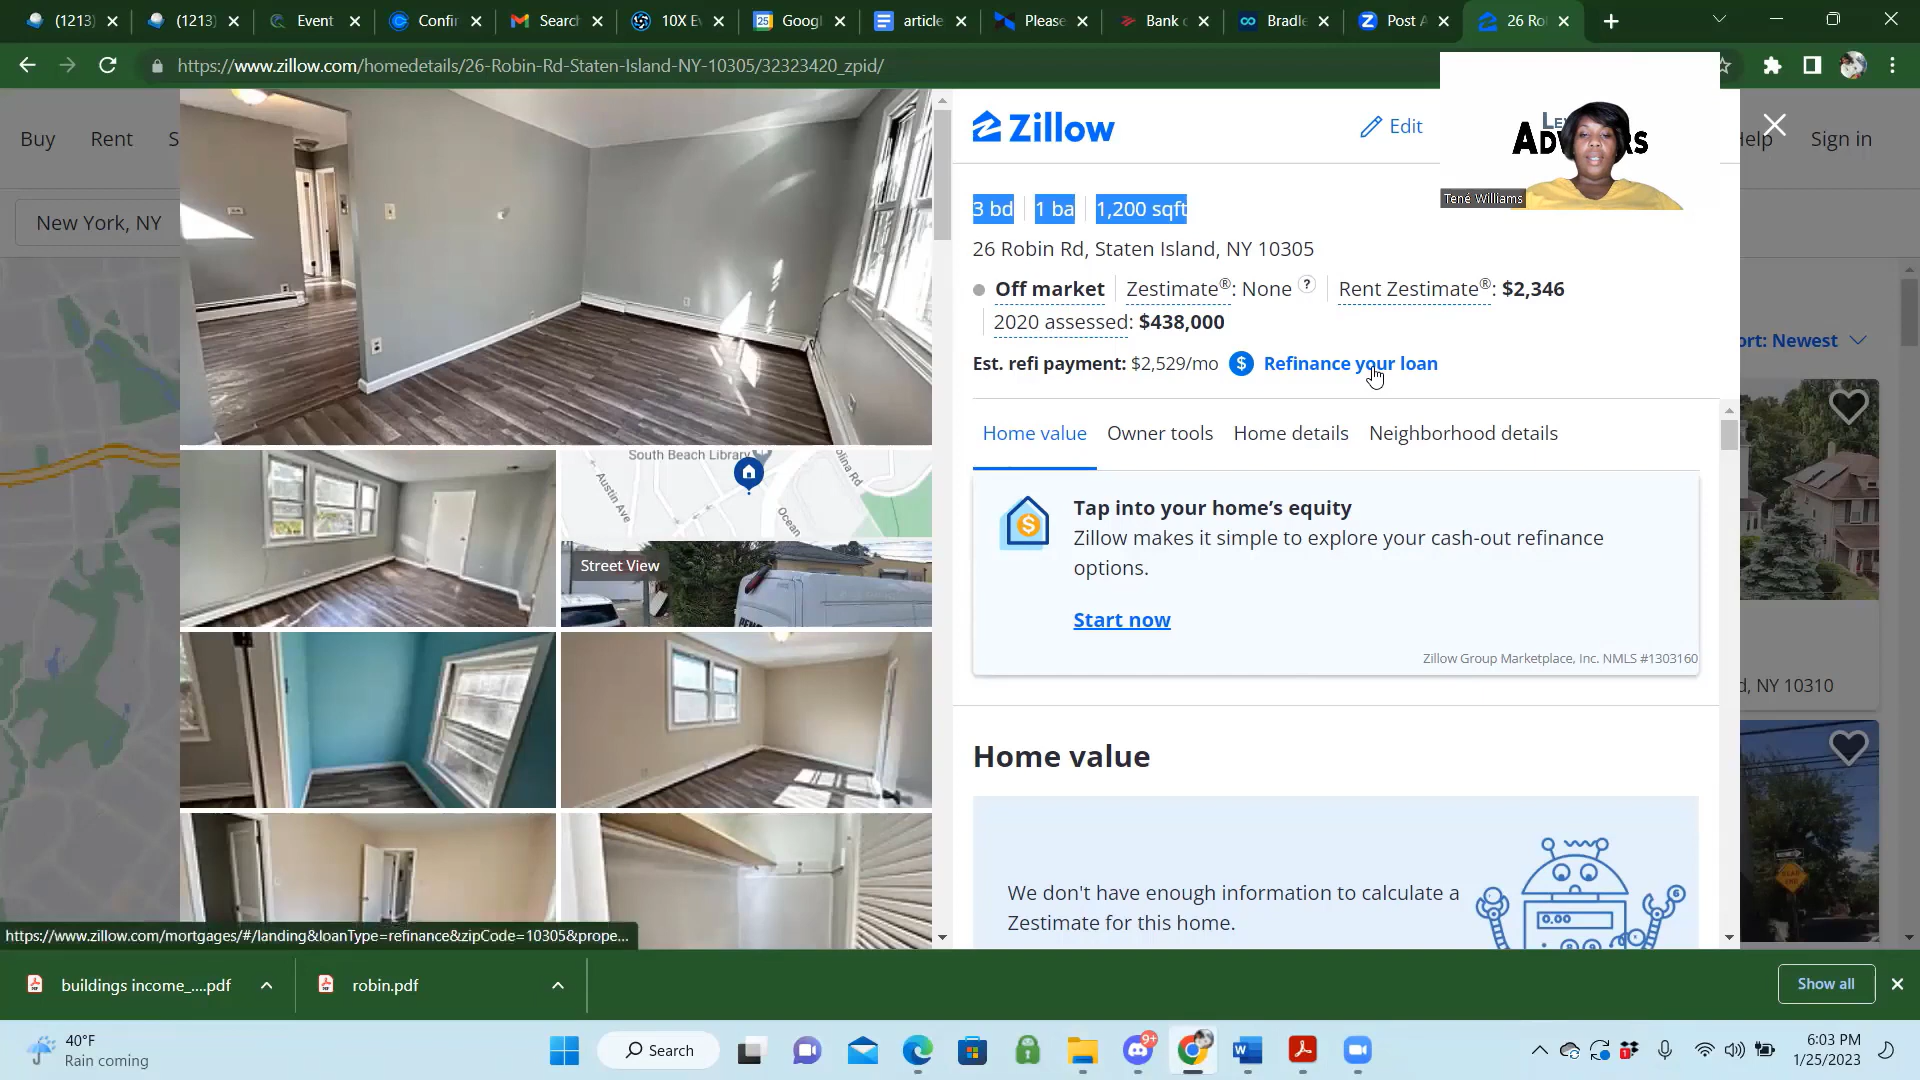 (1213)
(1213)
Event
Confir
Search
10X Ev
Googl
article
Please
Bank
Bradle
Post A
26 Ro
https://www.zillow.com/homedetails/26-Robin-Rd-Staten-Island-NY-10305/32323420_zpid/
Buy
Rent
S
Help
Sign in
New York, NY
Zillow
Edit
Tené Williams
3 bd
1 ba
1,200 sqft
26 Robin Rd, Staten Island, NY 10305
Off market
Zestimate®: None
?
Rent Zestimate®: $2,346
2020 assessed: $438,000
Est. refi payment: $2,529/mo
$
Refinance your loan
ort: Newest
Home value
Owner tools
Home details
Neighborhood details
South Beach Library
Austin Ave
olina Rd
Ocean
Street View
Tap into your home's equity
Zillow makes it simple to explore your cash-out refinance
options.
Start now
Zillow Group Marketplace, Inc. NMLS #1303160
d, NY 10310
Home value
We don't have enough information to calculate a
Zestimate for this home.
0.00
https://www.zillow.com/mortgages/#/landing&loanType=refinance&zipCode=10305&prope...
buildings income_....pdf
robin.pdf
Show all
40°F
Rain coming
Search
9+
6:03 PM
1/25/2023